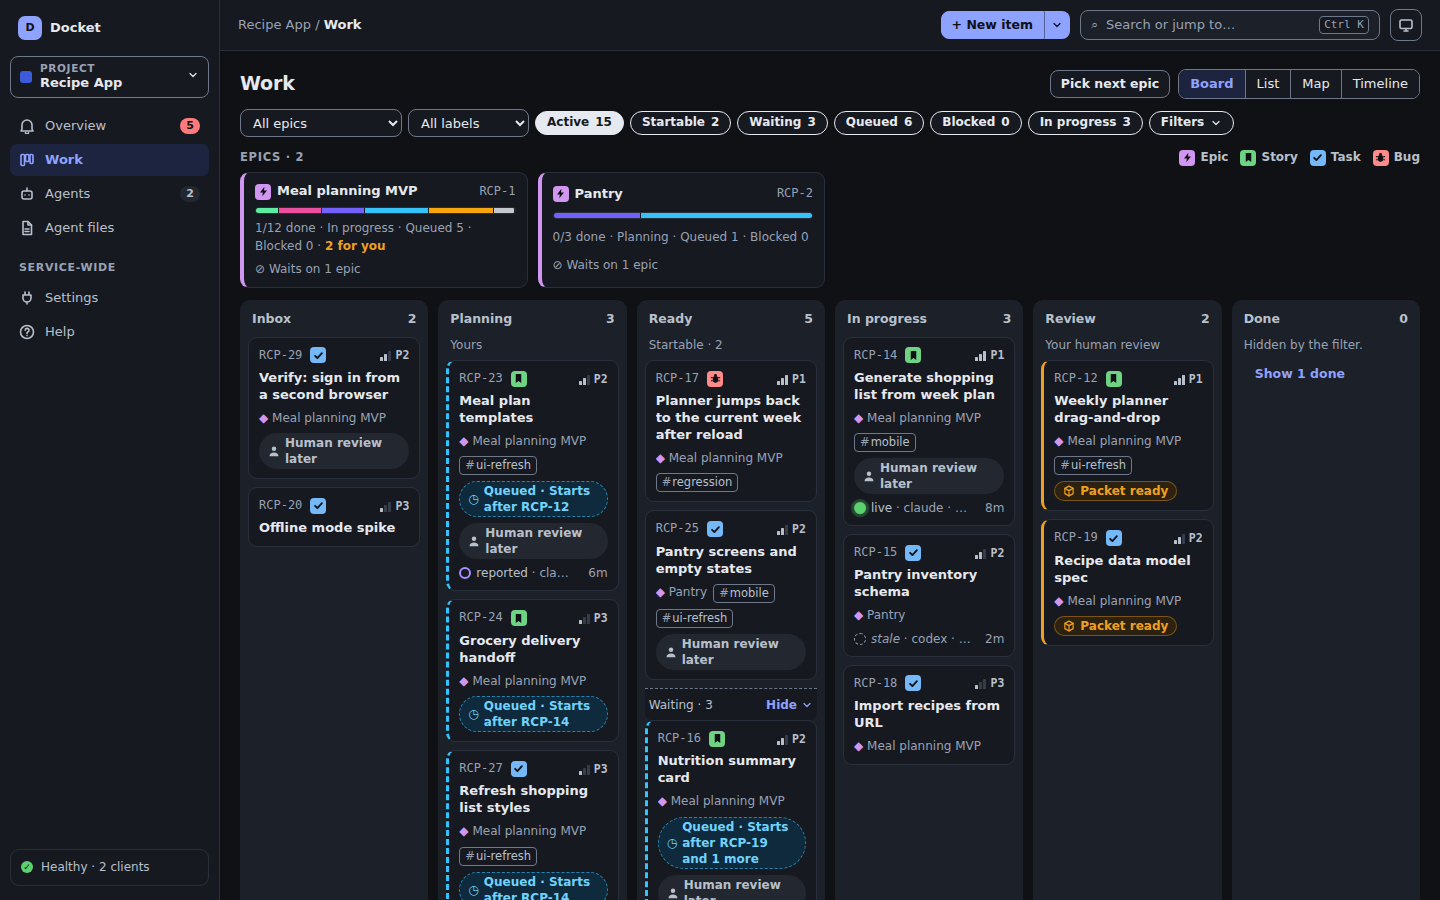 D Docket
PROJECT
Recipe App
Overview 5
Work
Agents 2
Agent files
SERVICE-WIDE
Settings
Help
Healthy · 2 clients
Recipe App / Work
+ New item
Search or jump to... Ctrl K
Work
Pick next epic
Board List Map Timeline
All epics All labels Active 15 Startable 2 Waiting 3 Queued 6 Blocked 0 In progress 3 Filters
EPICS · 2
Epic Story Task Bug
Meal planning MVP RCP-1
1/12 done · In progress · Queued 5 ·
Blocked 0 · 2 for you
Waits on 1 epic
Pantry RCP-2
0/3 done · Planning · Queued 1 · Blocked 0
Waits on 1 epic
Inbox 2
RCP-29 P2
Verify: sign in from
a second browser
Meal planning MVP
Human review
later
RCP-20 P3
Offline mode spike
Planning 3
Yours
RCP-23 P2
Meal plan
templates
Meal planning MVP
#ui-refresh
Queued · Starts
after RCP-12
Human review
later
reported · cla… 6m
RCP-24 P3
Grocery delivery
handoff
Meal planning MVP
Queued · Starts
after RCP-14
RCP-27 P3
Refresh shopping
list styles
Meal planning MVP
#ui-refresh
Queued · Starts
after RCP-14
Ready 5
Startable · 2
RCP-17 P1
Planner jumps back
to the current week
after reload
Meal planning MVP
#regression
RCP-25 P2
Pantry screens and
empty states
Pantry #mobile
#ui-refresh
Human review
later
Waiting · 3 Hide
RCP-16 P2
Nutrition summary
card
Meal planning MVP
Queued · Starts
after RCP-19
and 1 more
Human review
later
In progress 3
RCP-14 P1
Generate shopping
list from week plan
Meal planning MVP
#mobile
Human review
later
live · claude · … 8m
RCP-15 P2
Pantry inventory
schema
Pantry
stale · codex · … 2m
RCP-18 P3
Import recipes from
URL
Meal planning MVP
Review 2
Your human review
RCP-12 P1
Weekly planner
drag-and-drop
Meal planning MVP
#ui-refresh
Packet ready
RCP-19 P2
Recipe data model
spec
Meal planning MVP
Packet ready
Done 0
Hidden by the filter.
Show 1 done